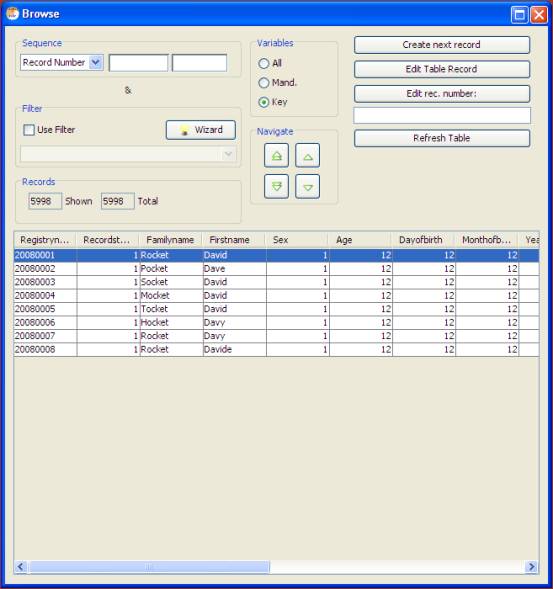 Browse
Sequence
Record Number
&
Filter
Use Filter
Wizard
Records
5998 Shown 5998 Total
Variables
All
Mand.
Key
Navigate
Create next record
Edit Table Record
Edit rec. number:
Refresh Table
Registryn... Recordst... Familyname Firstname Sex Age Dayofbirth Monthofb... Yea
20080001 1 Rocket David 1 12 12 12
20080002 1 Pocket Dave 1 12 12 12
20080003 1 Socket David 1 12 12 12
20080004 1 Mocket David 1 12 12 12
20080005 1 Tocket David 1 12 12 12
20080006 1 Hocket Davy 1 12 12 12
20080007 1 Rocket Davy 1 12 12 12
20080008 1 Rocket Davide 1 12 12 12